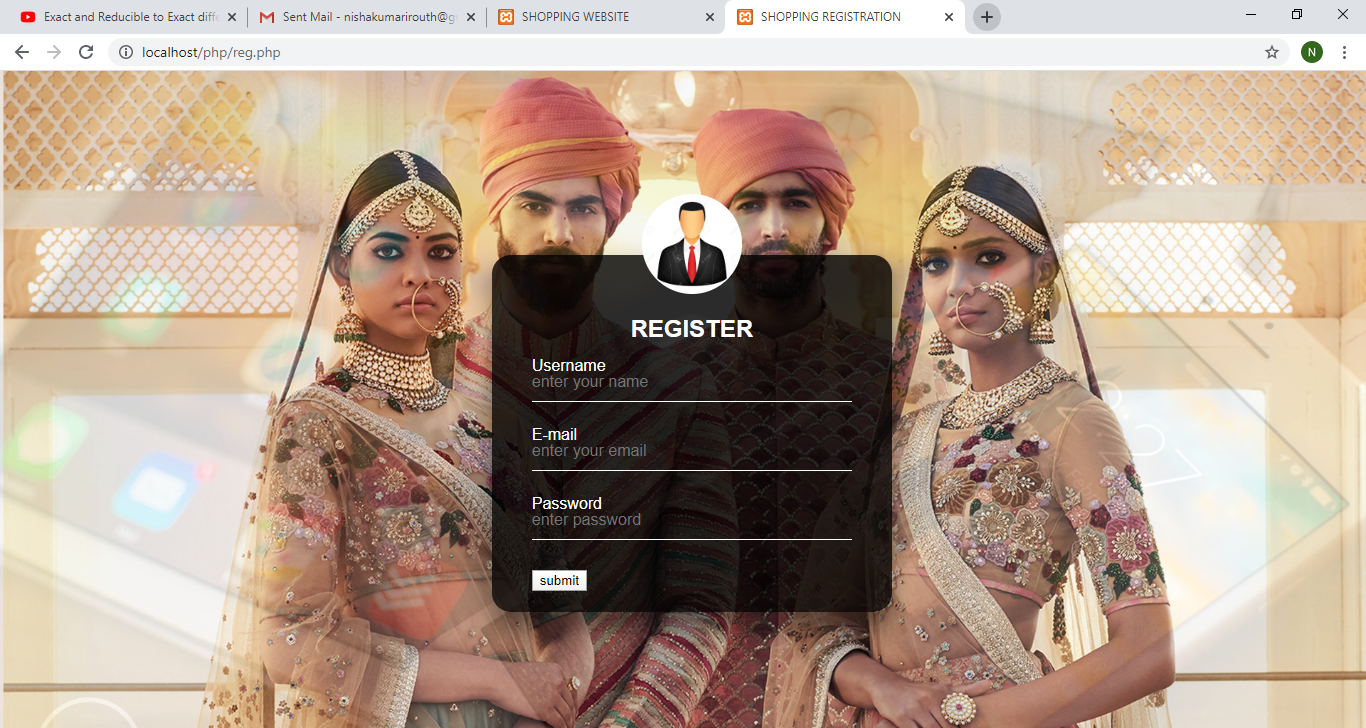 Exact and Reducible to Exact diffe
Sent Mail - nishakumarirouth@g
SHOPPING WEBSITE
SHOPPING REGISTRATION
localhost/php/reg.php
N
REGISTER
Username
enter your name
E-mail
enter your email
Password
enter password
submit